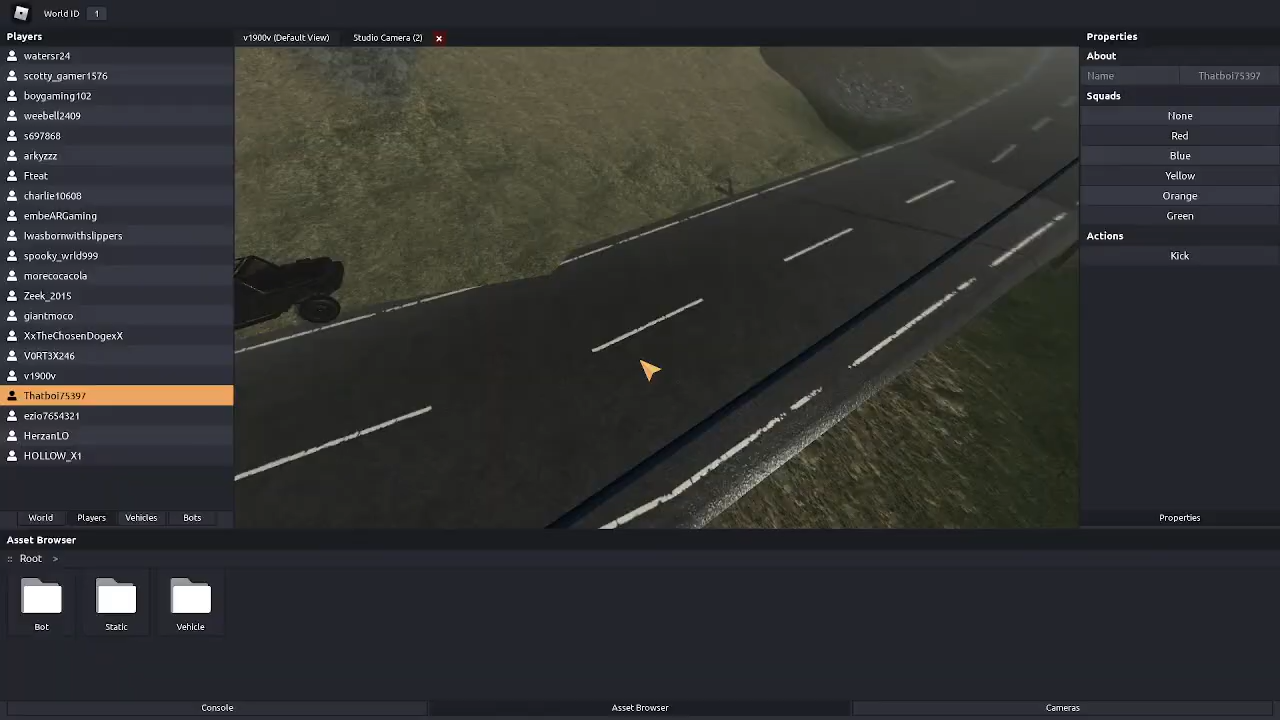 World ID 1
Players
watersr24
scotty_gamer1576
boygaming102
weebell2409
s697868
arkyzzz
Fteat
charlie10608
embeARGaming
Iwasbornwithslippers
spooky_wrld999
morecocacola
Zeek_2015
giantmoco
XxTheChosenDogexX
V0RT3X246
v1900v
Thatboi75397
ezio7654321
HerzanLO
HOLLOW_X1
World Players Vehicles Bots
v1900v (Default View) Studio Camera (2) x
Properties
About
Name Thatboi75397
Squads
None
Red
Blue
Yellow
Orange
Green
Actions
Kick
Properties
Asset Browser
:: Root >
Bot Static Vehicle
Console Asset Browser Cameras